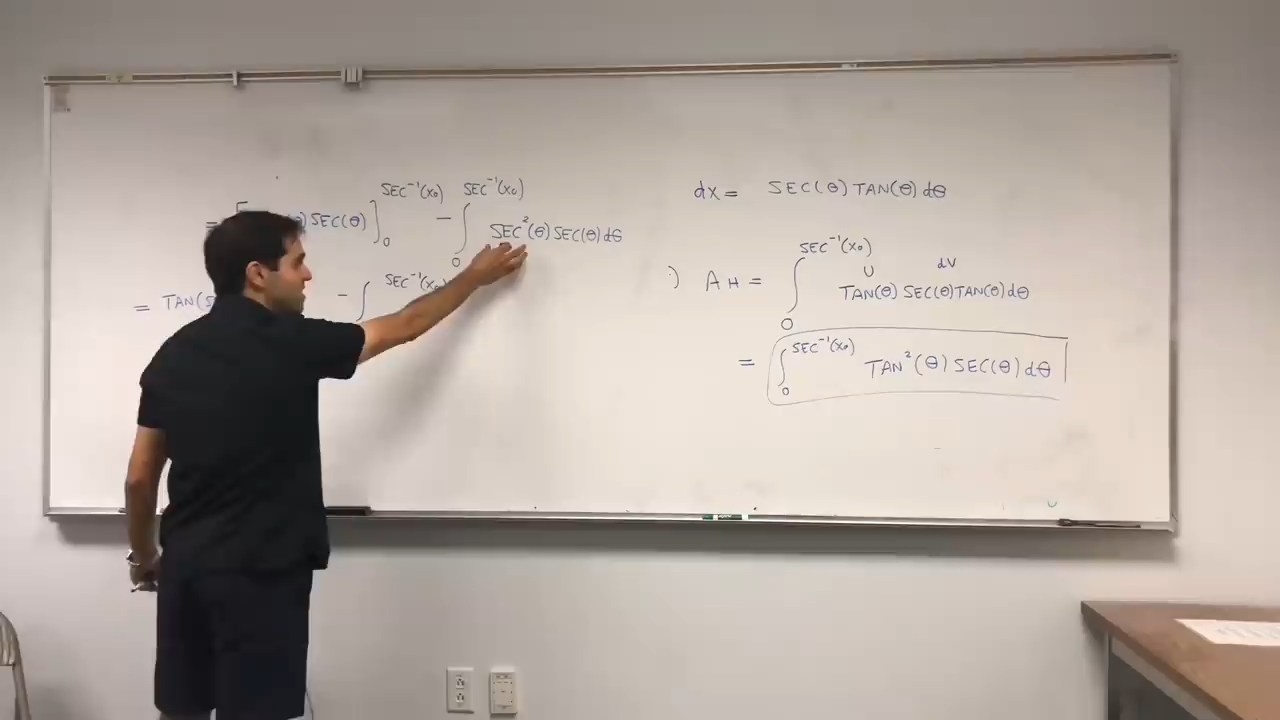 = [ θ) SEC(θ) ]₀^SEC⁻¹(x₀) − ∫₀^SEC⁻¹(x₀) SEC²(θ) SEC(θ) dθ
= TAN(S − ∫^SEC⁻¹(x₀)
dx = SEC(θ) TAN(θ) dθ
:) A_H = ∫₀^SEC⁻¹(x₀) TAN(θ) SEC(θ) TAN(θ) dθ
U dV
= ∫₀^SEC⁻¹(x₀) TAN²(θ) SEC(θ) dθ